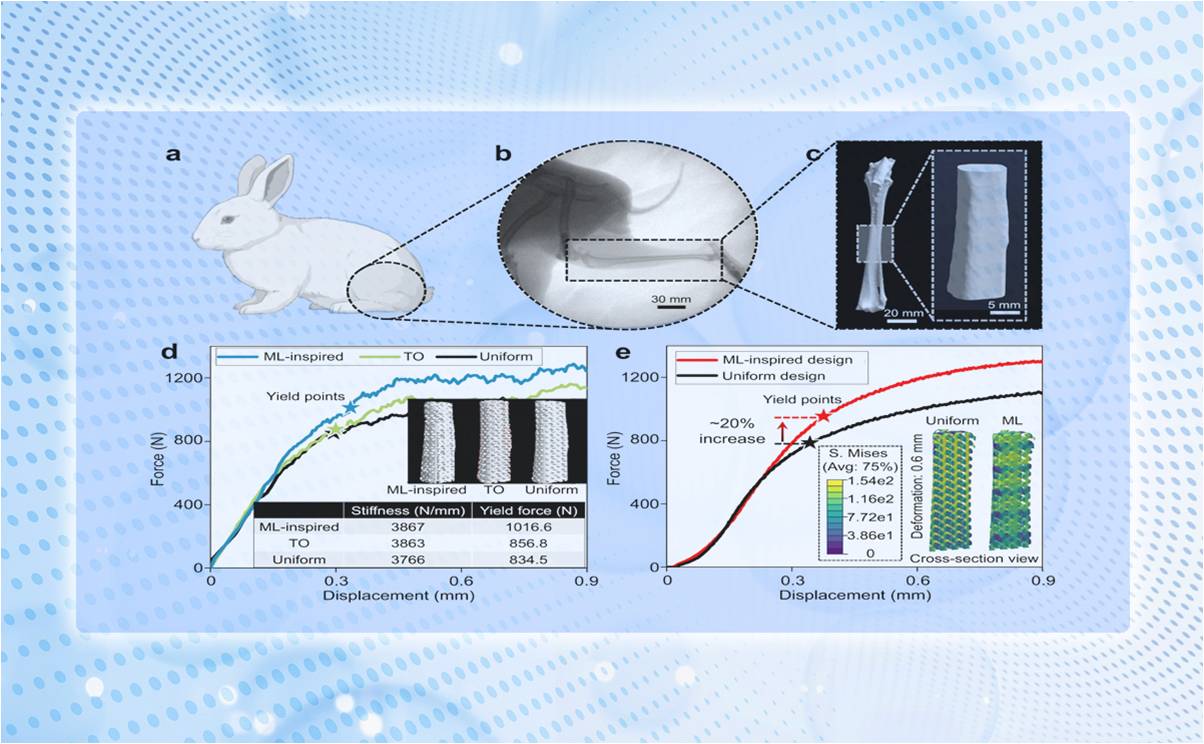 a
b
c
30 mm
20 mm
5 mm
d
ML-inspired TO Uniform
1200
800
400
0
Force (N)
Yield points
ML-inspired TO Uniform
Stiffness (N/mm) Yield force (N)
ML-inspired 3867 1016.6
TO 3863 856.8
Uniform 3766 834.5
0 0.3 0.6 0.9
Displacement (mm)
e
ML-inspired design
Uniform design
1200
800
400
0
Force (N)
Yield points
~20%
increase
S. Mises
(Avg: 75%)
1.54e2
1.16e2
7.72e1
3.86e1
0
Deformation: 0.6 mm
Uniform ML
Cross-section view
0 0.3 0.6 0.9
Displacement (mm)